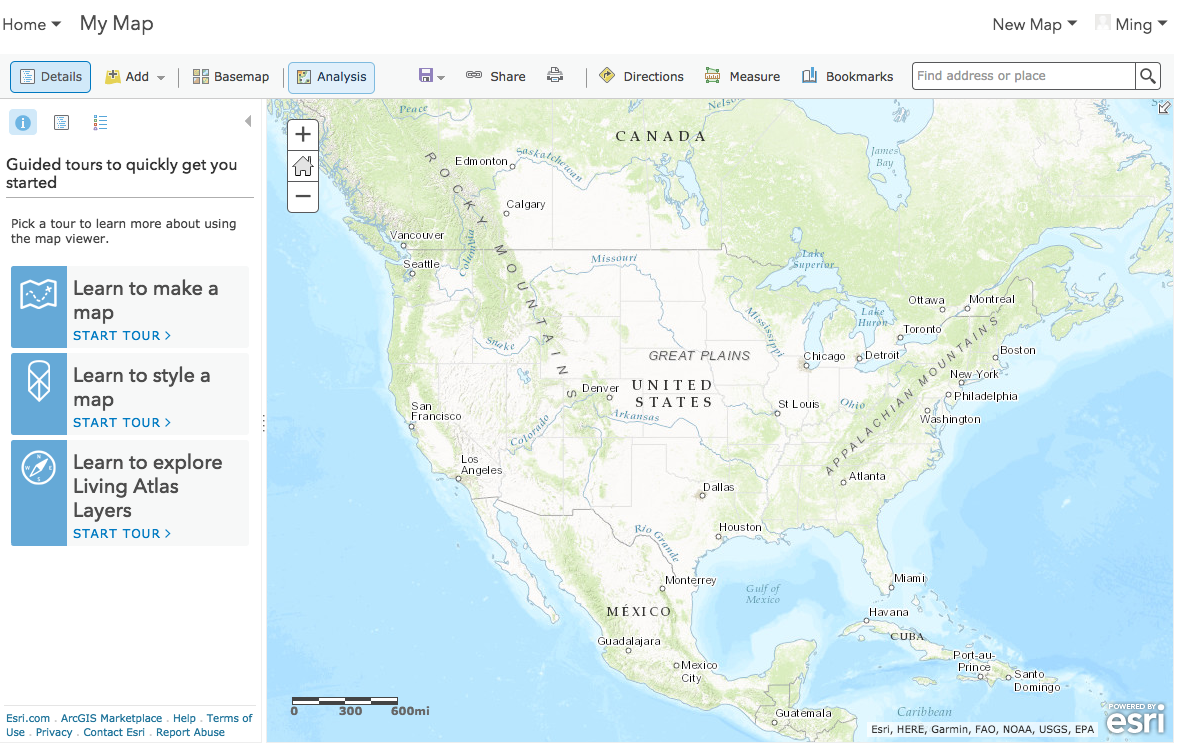 Home
My Map
New Map
Ming
Details
Add
Basemap
Analysis
Share
Directions
Measure
Bookmarks
Find address or place
Guided tours to quickly get you
started
Pick a tour to learn more about using
the map viewer.
Learn to make a
map
START TOUR >
Learn to style a
map
START TOUR >
Learn to explore
Living Atlas
Layers
START TOUR >
Esri.com . ArcGIS Marketplace . Help . Terms of
Use . Privacy . Contact Esri . Report Abuse
Peace
Nelson
CANADA
Edmonton
Saskatchewan
James
Bay
ROCKY MOUNTAINS
Calgary
Vancouver
Columbia
Seattle
Missouri
Lake
Superior
Ottawa
Montreal
Lake
Huron
Toronto
Mississippi
Snake
GREAT PLAINS
Chicago
Detroit
Boston
APPALACHIAN MOUNTAINS
New York
Denver
UNITED
STATES
Philadelphia
San
Francisco
Colorado
Arkansas
St Louis
Ohio
Washington
Los
Angeles
Atlanta
Dallas
Houston
Rio Grande
Monterrey
Gulf of
Mexico
Miami
MÉXICO
Havana
CUBA
Guadalajara
Mexico
City
Port-au-
Prince
Santo
Domingo
Guatemala
Caribbean
0 300 600mi
Esri, HERE, Garmin, FAO, NOAA, USGS, EPA
POWERED BY
esri